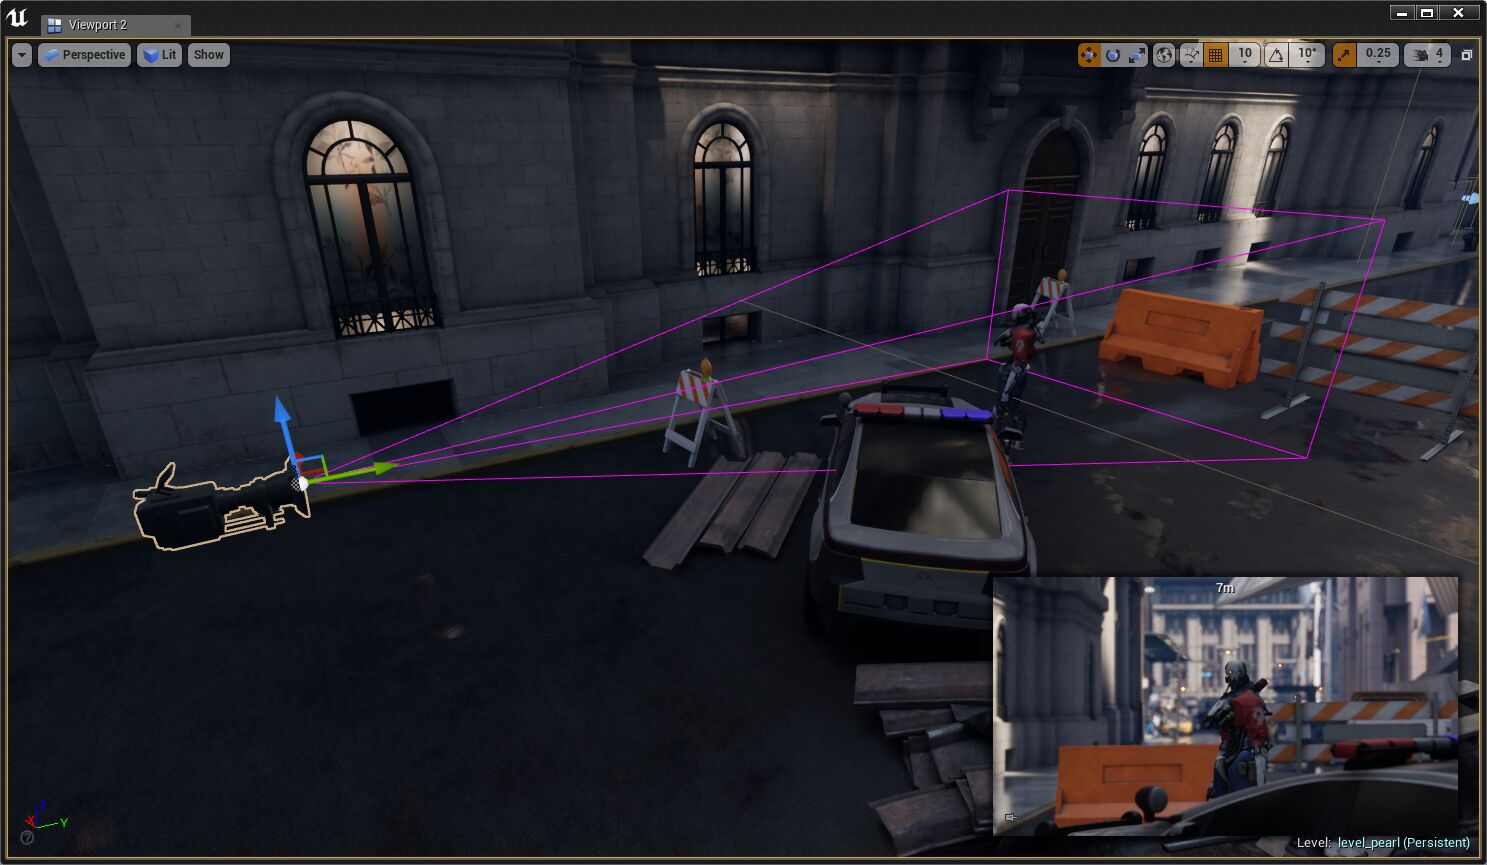 Viewport 2
Perspective
Lit
Show
10
10°
0.25
4
7m
Z
X
Y
Level: level_pearl (Persistent)